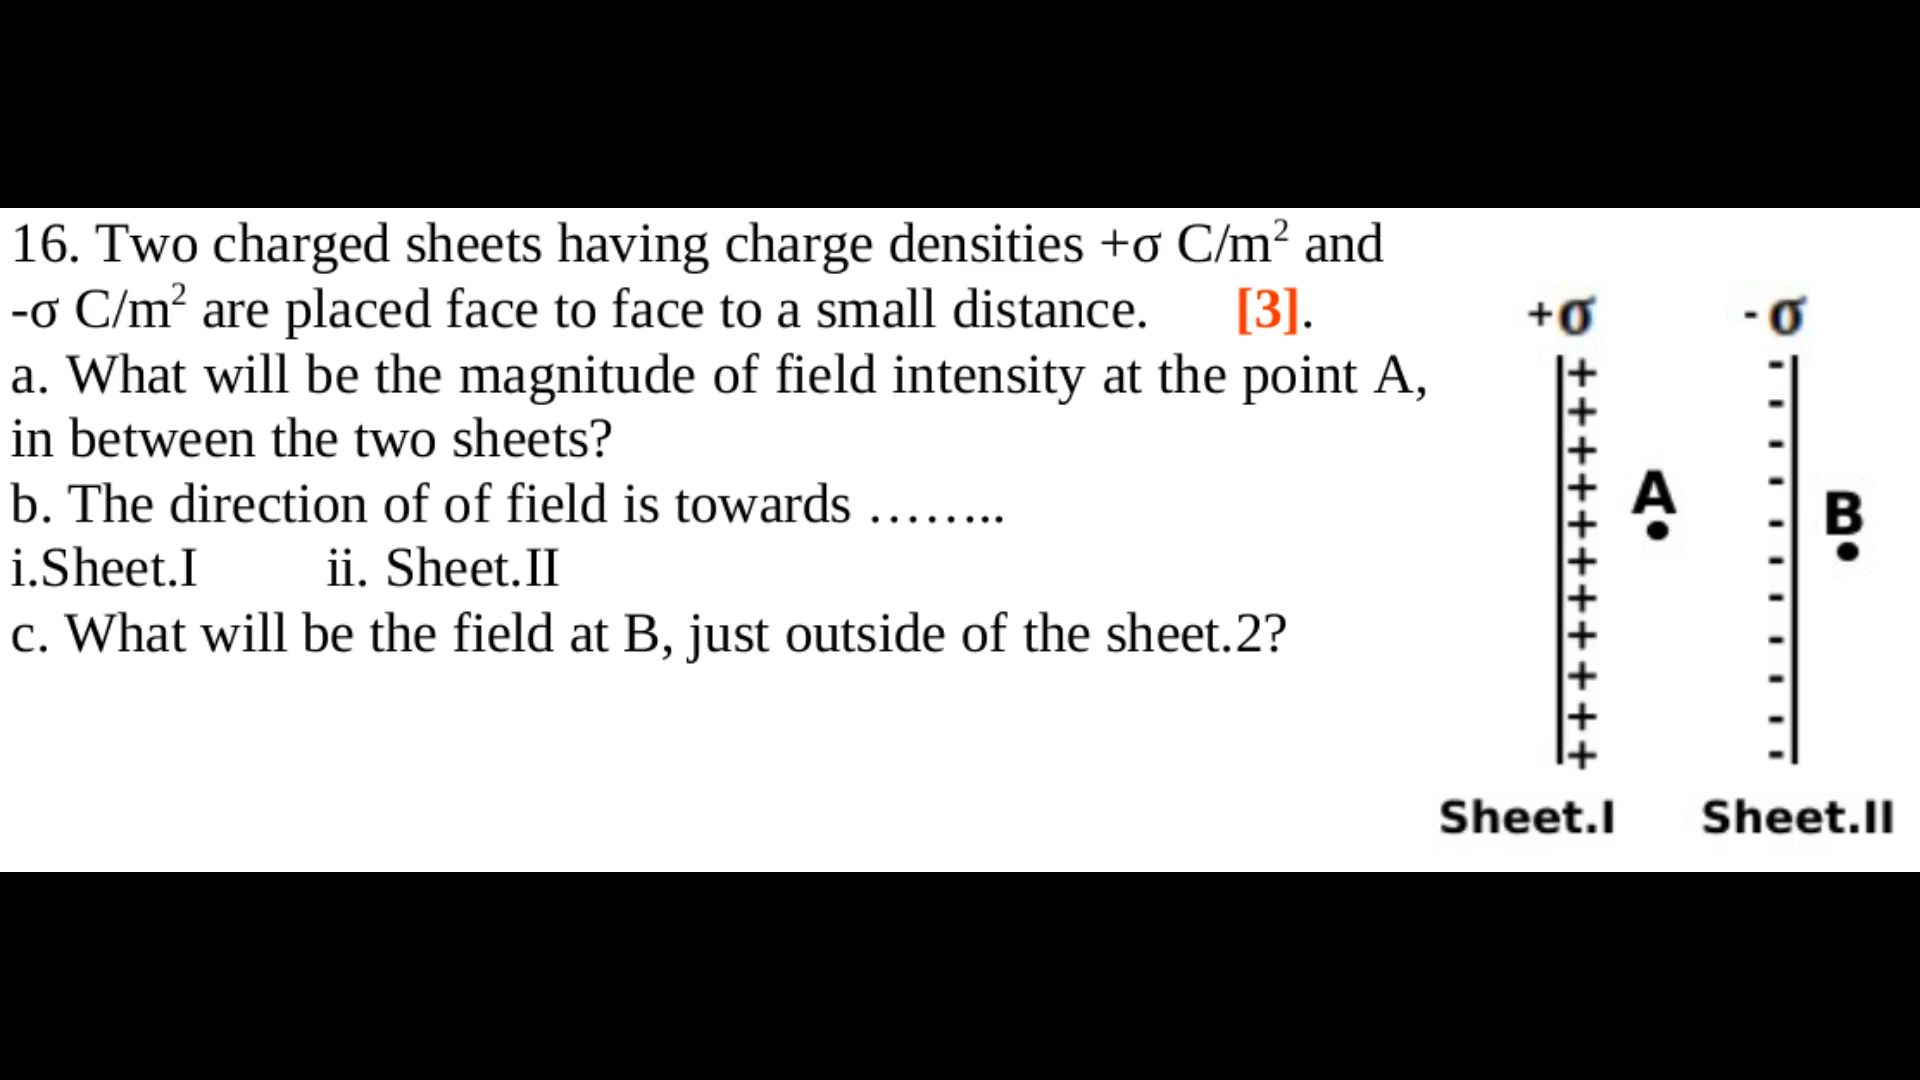 16. Two charged sheets having charge densities +σ C/m² and
-σ C/m² are placed face to face to a small distance. [3].
a. What will be the magnitude of field intensity at the point A,
in between the two sheets?
b. The direction of of field is towards ……..
i.Sheet.I ii. Sheet.II
c. What will be the field at B, just outside of the sheet.2?
+σ - σ
+ -
+ -
+ -
+ -
+ -
+ -
+ -
+ -
+ -
+ -
+ -
A
B
Sheet.I Sheet.II